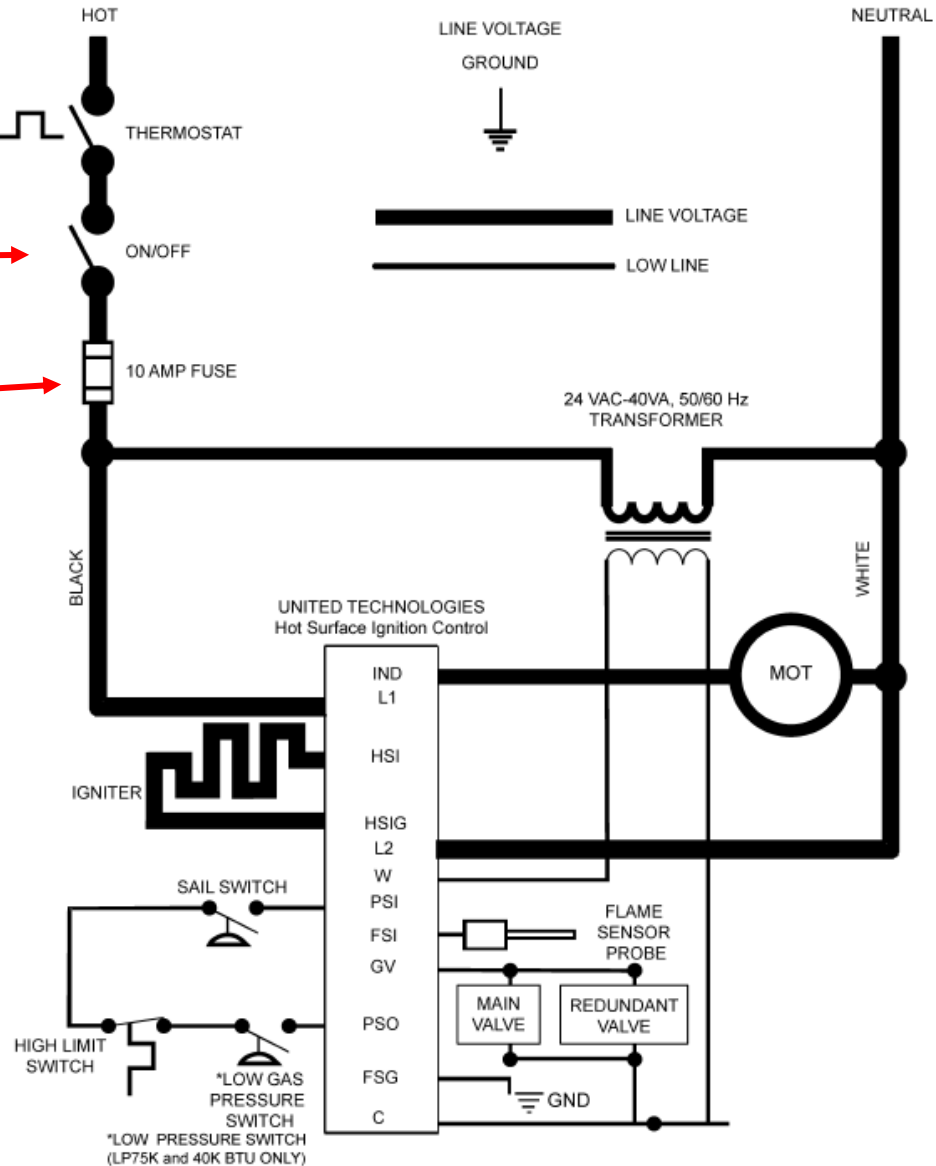 HOT
NEUTRAL
LINE VOLTAGE
GROUND
THERMOSTAT
LINE VOLTAGE
ON/OFF
LOW LINE
10 AMP FUSE
24 VAC-40VA, 50/60 Hz
TRANSFORMER
BLACK
WHITE
UNITED TECHNOLOGIES
Hot Surface Ignition Control
IND
MOT
L1
HSI
IGNITER
HSIG
L2
W
SAIL SWITCH
PSI
FLAME
SENSOR
PROBE
FSI
GV
MAIN
VALVE
REDUNDANT
VALVE
PSO
HIGH LIMIT
SWITCH
*LOW GAS
PRESSURE
SWITCH
FSG
GND
C
*LOW PRESSURE SWITCH
(LP75K and 40K BTU ONLY)